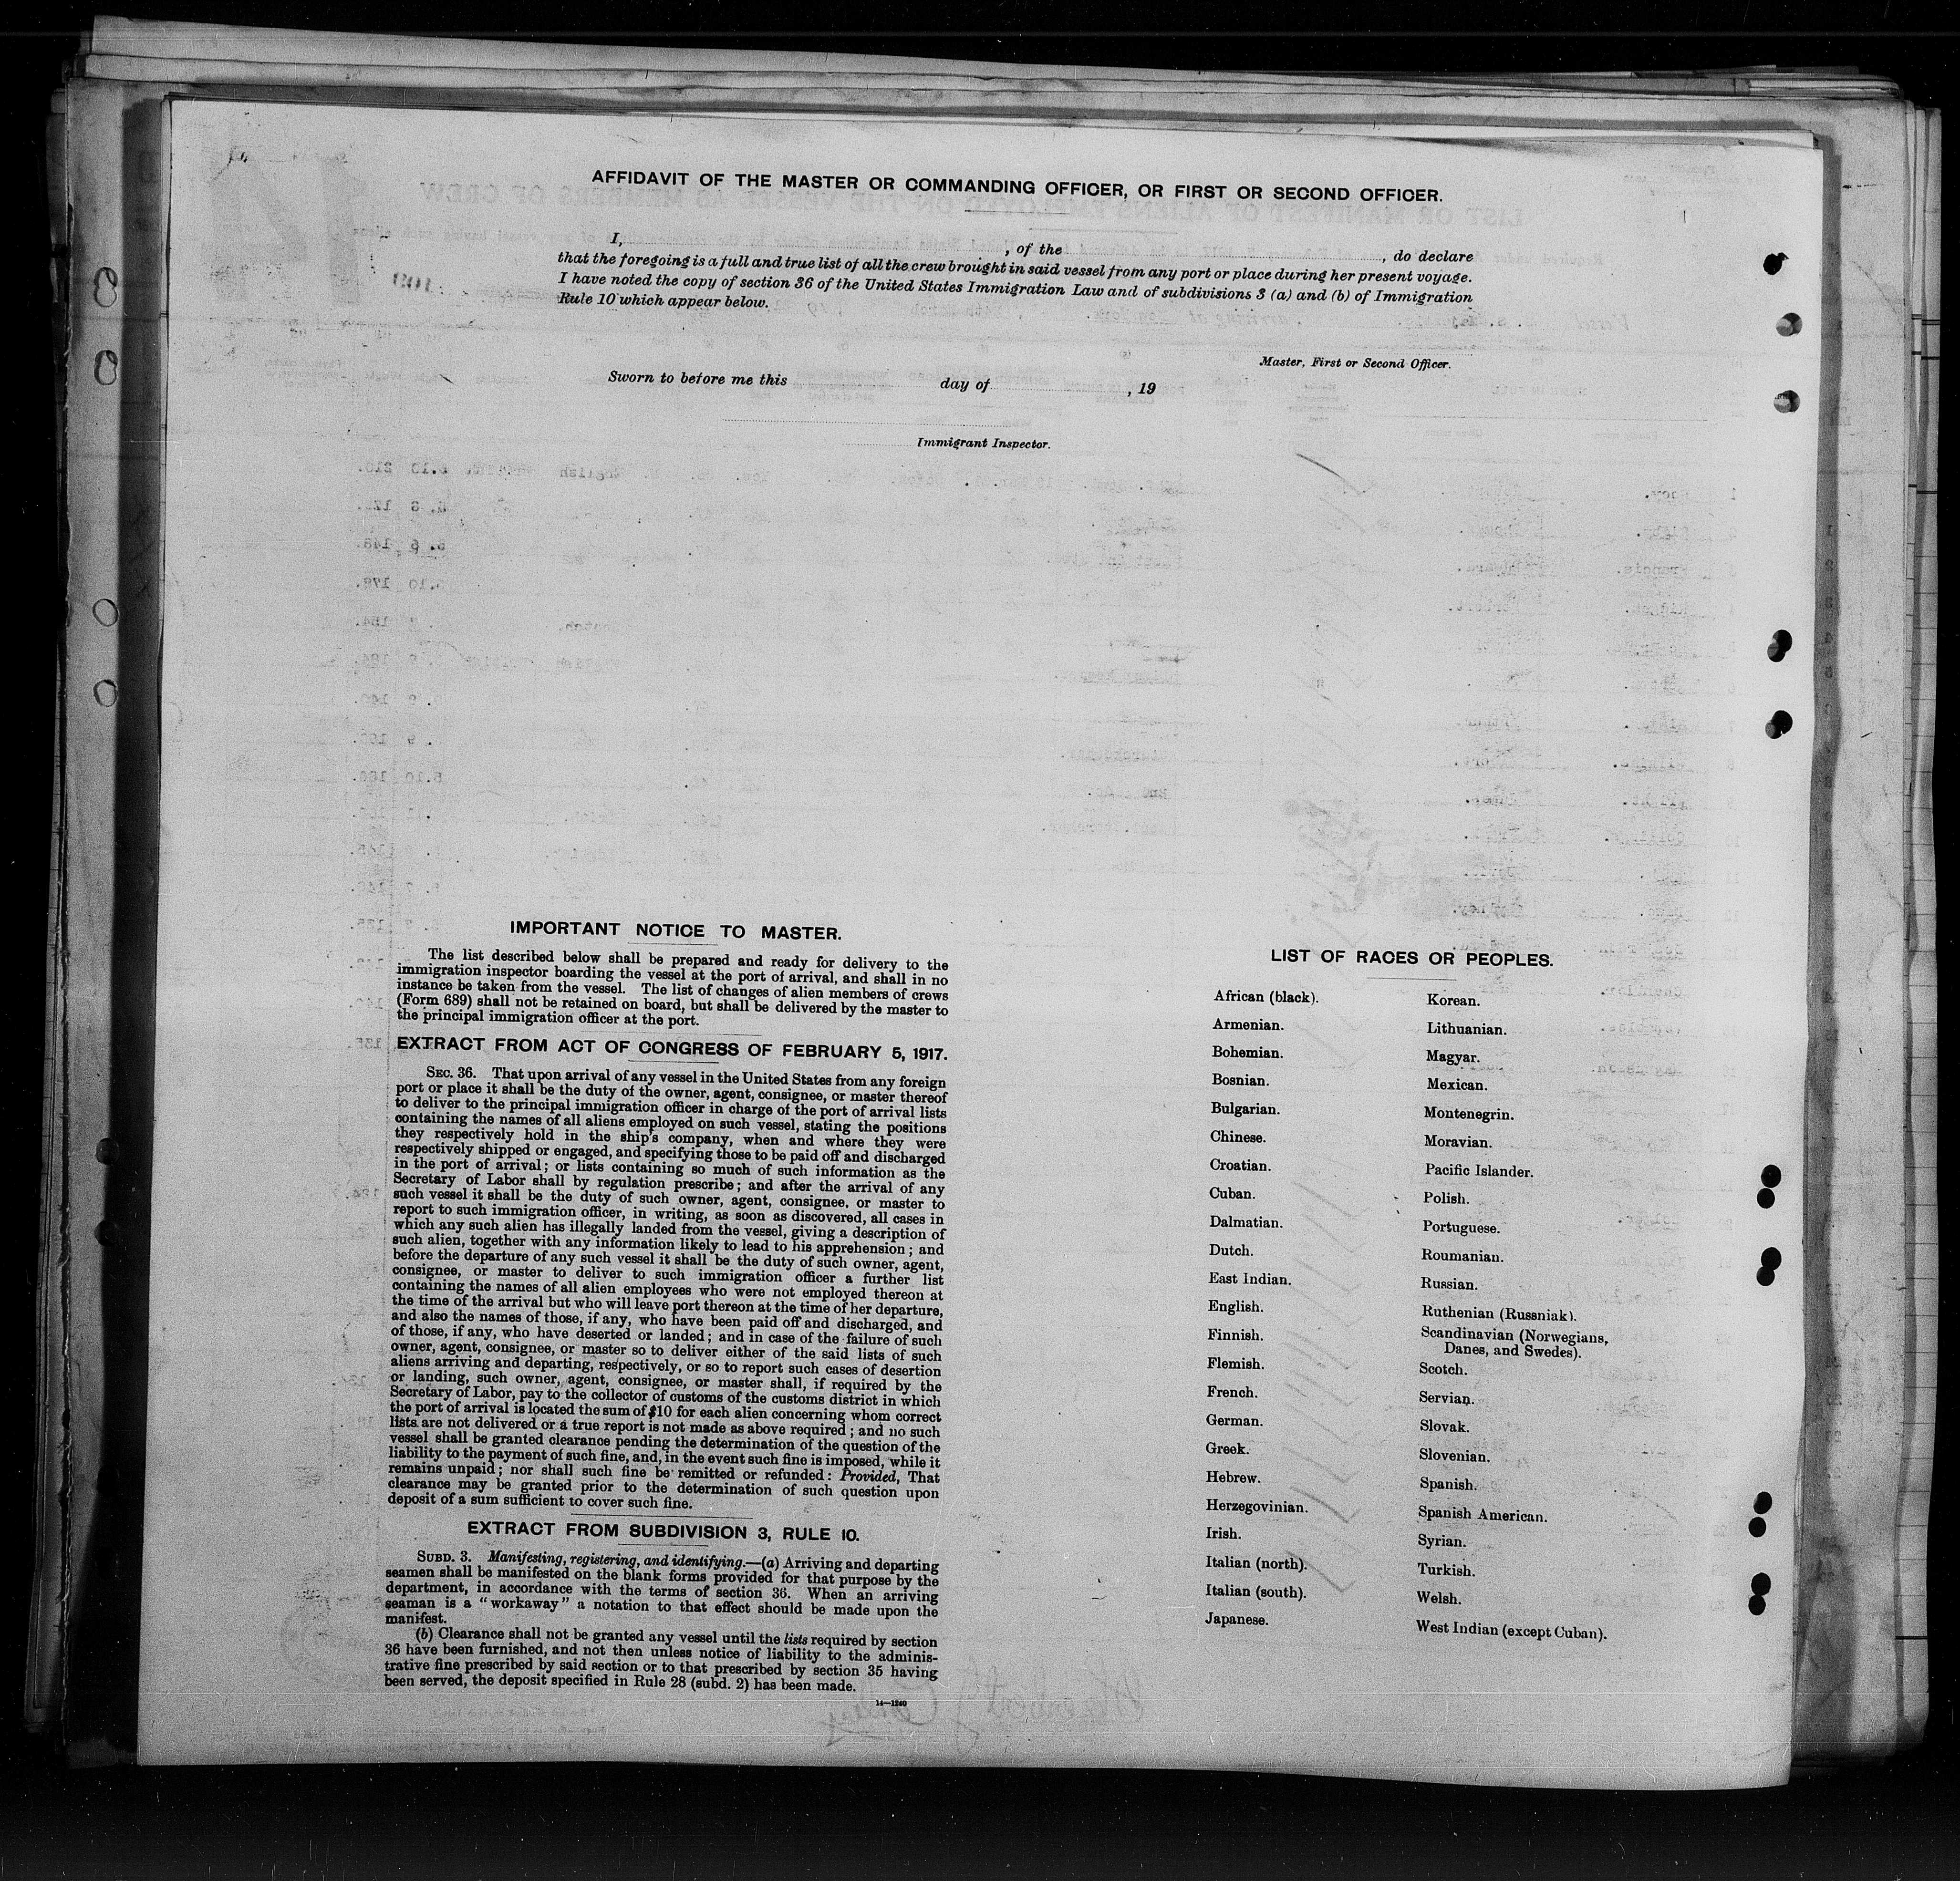 AFFIDAVIT OF THE MASTER OR COMMANDING OFFICER, OR FIRST OR SECOND OFFICER.
I, , of the , do declare
that the foregoing is a full and true list of all the crew brought in said vessel from any port or place during her present voyage.
I have noted the copy of section 36 of the United States Immigration Law and of subdivisions 3 (a) and (b) of Immigration
Rule 10 which appear below.
Master, First or Second Officer.
Sworn to before me this day of , 19
Immigrant Inspector.
IMPORTANT NOTICE TO MASTER.
The list described below shall be prepared and ready for delivery to the
immigration inspector boarding the vessel at the port of arrival, and shall in no
instance be taken from the vessel. The list of changes of alien members of crews
(Form 689) shall not be retained on board, but shall be delivered by the master to
the principal immigration officer at the port.
EXTRACT FROM ACT OF CONGRESS OF FEBRUARY 5, 1917.
SEC. 36. That upon arrival of any vessel in the United States from any foreign
port or place it shall be the duty of the owner, agent, consignee, or master thereof
to deliver to the principal immigration officer in charge of the port of arrival lists
containing the names of all aliens employed on such vessel, stating the positions
they respectively hold in the ship's company, when and where they were
respectively shipped or engaged, and specifying those to be paid off and discharged
in the port of arrival; or lists containing so much of such information as the
Secretary of Labor shall by regulation prescribe; and after the arrival of any
such vessel it shall be the duty of such owner, agent, consignee, or master to
report to such immigration officer, in writing, as soon as discovered, all cases in
which any such alien has illegally landed from the vessel, giving a description of
such alien, together with any information likely to lead to his apprehension; and
before the departure of any such vessel it shall be the duty of such owner, agent,
consignee, or master to deliver to such immigration officer a further list
containing the names of all alien employees who were not employed thereon at
the time of the arrival but who will leave port thereon at the time of her departure,
and also the names of those, if any, who have been paid off and discharged, and
of those, if any, who have deserted or landed; and in case of the failure of such
owner, agent, consignee, or master so to deliver either of the said lists of such
aliens arriving and departing, respectively, or so to report such cases of desertion
or landing, such owner, agent, consignee, or master shall, if required by the
Secretary of Labor, pay to the collector of customs of the customs district in which
the port of arrival is located the sum of $10 for each alien concerning whom correct
lists are not delivered or a true report is not made as above required; and no such
vessel shall be granted clearance pending the determination of the question of the
liability to the payment of such fine, and, in the event such fine is imposed, while it
remains unpaid; nor shall such fine be remitted or refunded: Provided, That
clearance may be granted prior to the determination of such question upon
deposit of a sum sufficient to cover such fine.
EXTRACT FROM SUBDIVISION 3, RULE 10.
SUBD. 3. Manifesting, registering, and identifying.—(a) Arriving and departing
seamen shall be manifested on the blank forms provided for that purpose by the
department, in accordance with the terms of section 36. When an arriving
seaman is a "workaway" a notation to that effect should be made upon the
manifest.
(b) Clearance shall not be granted any vessel until the lists required by section
36 have been furnished, and not then unless notice of liability to the adminis-
trative fine prescribed by said section or to that prescribed by section 35 having
been served, the deposit specified in Rule 28 (subd. 2) has been made.
14—1240
LIST OF RACES OR PEOPLES.
African (black).
Armenian.
Bohemian.
Bosnian.
Bulgarian.
Chinese.
Croatian.
Cuban.
Dalmatian.
Dutch.
East Indian.
English.
Finnish.
Flemish.
French.
German.
Greek.
Hebrew.
Herzegovinian.
Irish.
Italian (north).
Italian (south).
Japanese.
Korean.
Lithuanian.
Magyar.
Mexican.
Montenegrin.
Moravian.
Pacific Islander.
Polish.
Portuguese.
Roumanian.
Russian.
Ruthenian (Russniak).
Scandinavian (Norwegians,
Danes, and Swedes).
Scotch.
Servian.
Slovak.
Slovenian.
Spanish.
Spanish American.
Syrian.
Turkish.
Welsh.
West Indian (except Cuban).